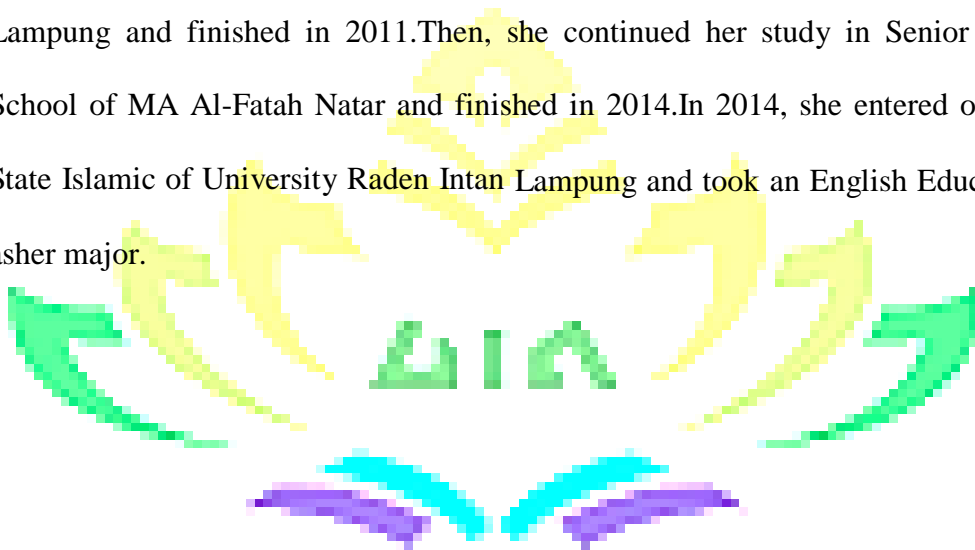 Lampung and finished in 2011.Then, she continued her study in Senior
School of MA Al-Fatah Natar and finished in 2014.In 2014, she entered
State Islamic of University Raden Intan Lampung and took an English
asher major.